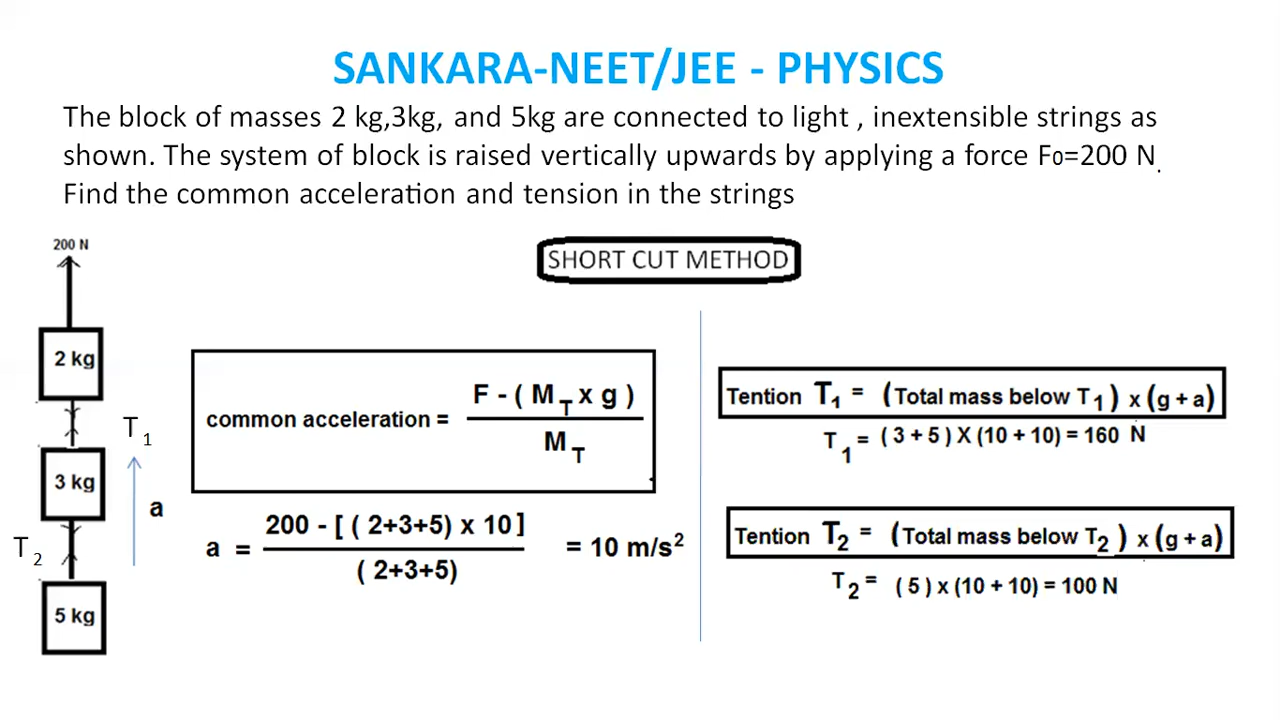 SANKARA-NEET/JEE - PHYSICS
The block of masses 2 kg,3kg, and 5kg are connected to light , inextensible strings as
shown. The system of block is raised vertically upwards by applying a force F₀=200 N.
Find the common acceleration and tension in the strings
200 N
SHORT CUT METHOD
2 kg
T₁
3 kg
a
T₂
5 kg
common acceleration = F - ( M_T x g ) / M_T
a = 200 - [ ( 2+3+5) x 10 ] / ( 2+3+5) = 10 m/s²
Tention T₁ = (Total mass below T₁ ) x (g + a)
T₁ = ( 3 + 5 ) X (10 + 10) = 160 N
Tention T₂ = (Total mass below T₂ ) x (g + a)
T₂ = ( 5 ) x (10 + 10) = 100 N